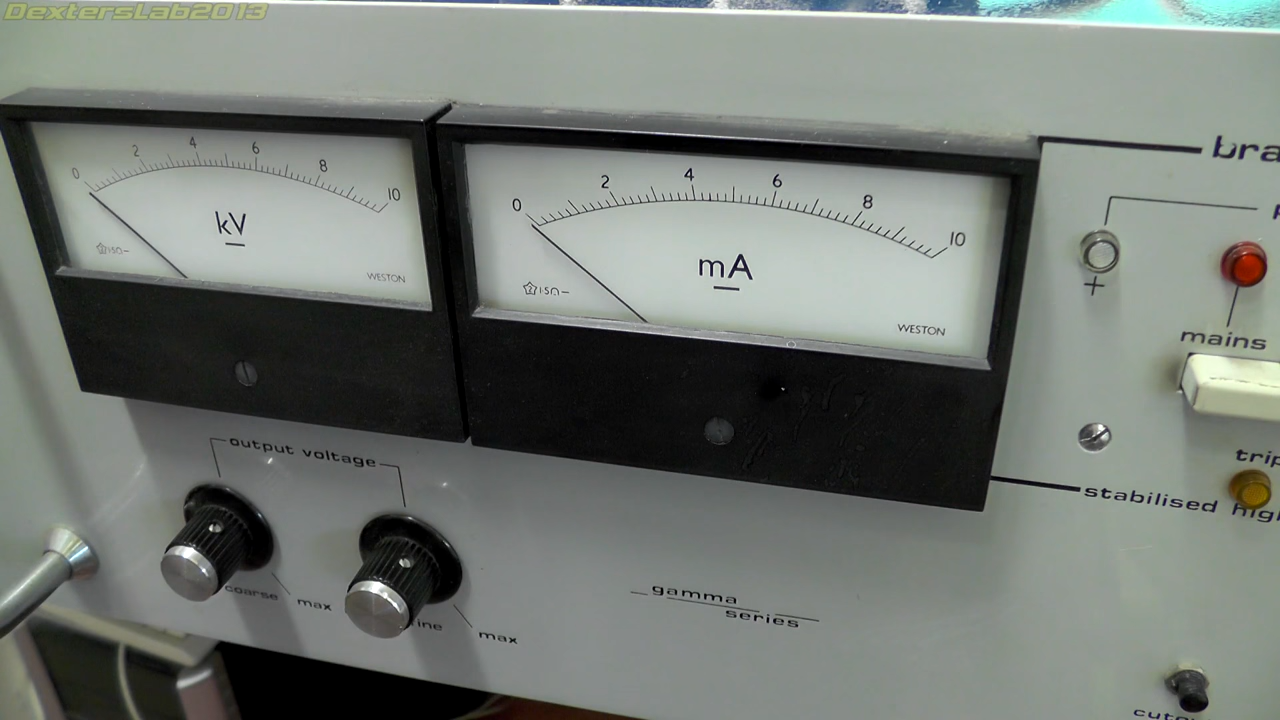 DextersLab2013
0 2 4 6 8 10
kV
WESTON
0 2 4 6 8 10
mA
WESTON
bra
+
mains
trip
stabilised high
output voltage
coarse max
ine max
gamma
series